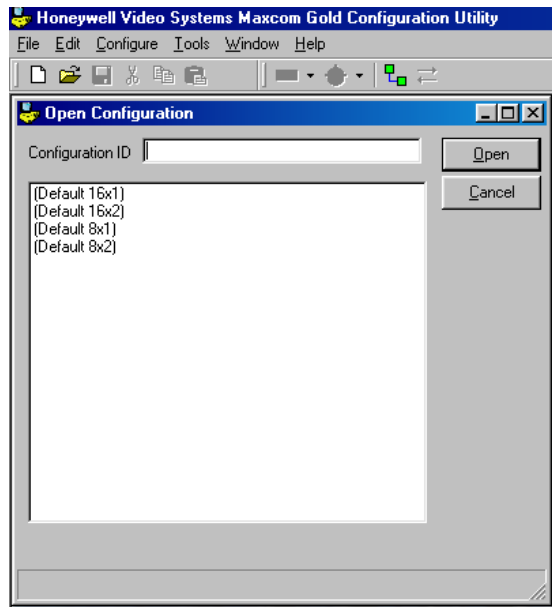 Honeywell Video Systems Maxcom Gold Configuration Utility
File Edit Configure Tools Window Help
Open Configuration
Configuration ID
Open
Cancel
(Default 16x1)
(Default 16x2)
(Default 8x1)
(Default 8x2)